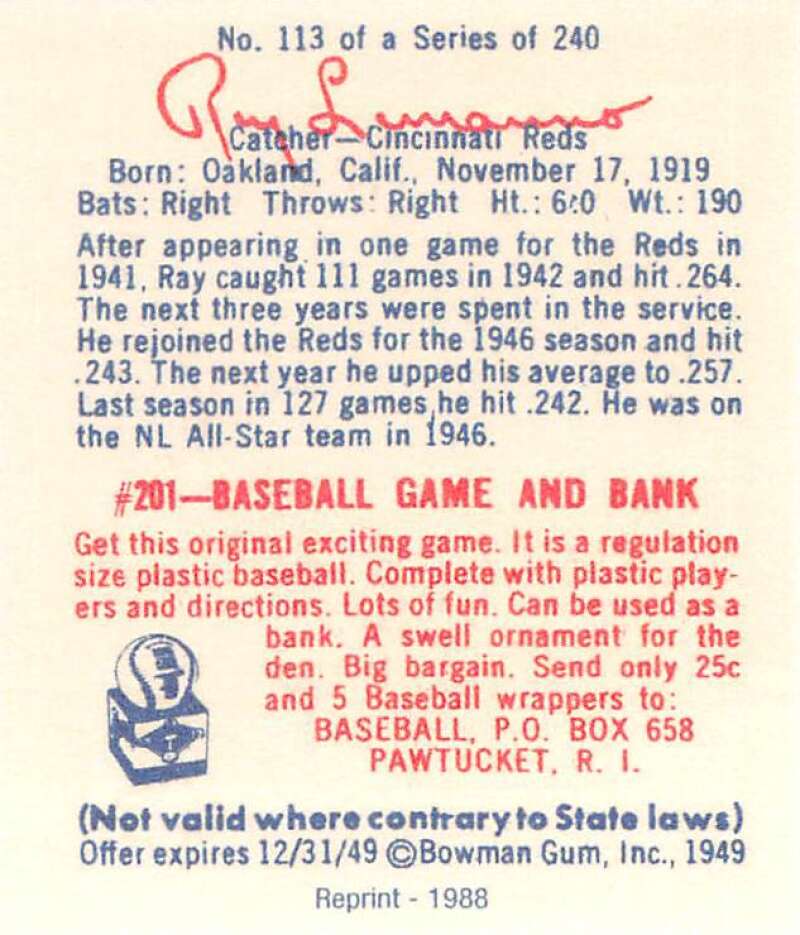 No. 113 of a Series of 240
Ray Lamanno
Catcher—Cincinnati Reds
Born: Oakland, Calif., November 17, 1919
Bats: Right Throws: Right Ht.: 6:0 Wt.: 190
After appearing in one game for the Reds in
1941, Ray caught 111 games in 1942 and hit .264.
The next three years were spent in the service.
He rejoined the Reds for the 1946 season and hit
.243. The next year he upped his average to .257.
Last season in 127 games he hit .242. He was on
the NL All-Star team in 1946.
#201—BASEBALL GAME AND BANK
Get this original exciting game. It is a regulation
size plastic baseball. Complete with plastic play-
ers and directions. Lots of fun. Can be used as a
bank. A swell ornament for the
den. Big bargain. Send only 25c
and 5 Baseball wrappers to:
BASEBALL, P.O. BOX 658
PAWTUCKET, R. I.
(Not valid where contrary to State laws)
Offer expires 12/31/49 ©Bowman Gum, Inc., 1949
Reprint - 1988